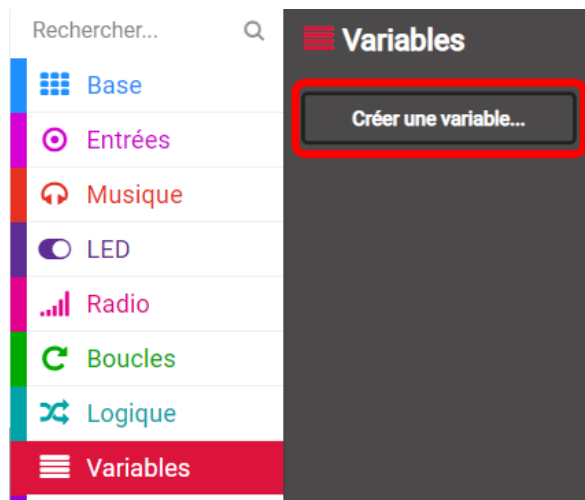 Rechercher...
Base
Entrées
Musique
LED
Radio
Boucles
Logique
Variables
Variables
Créer une variable...